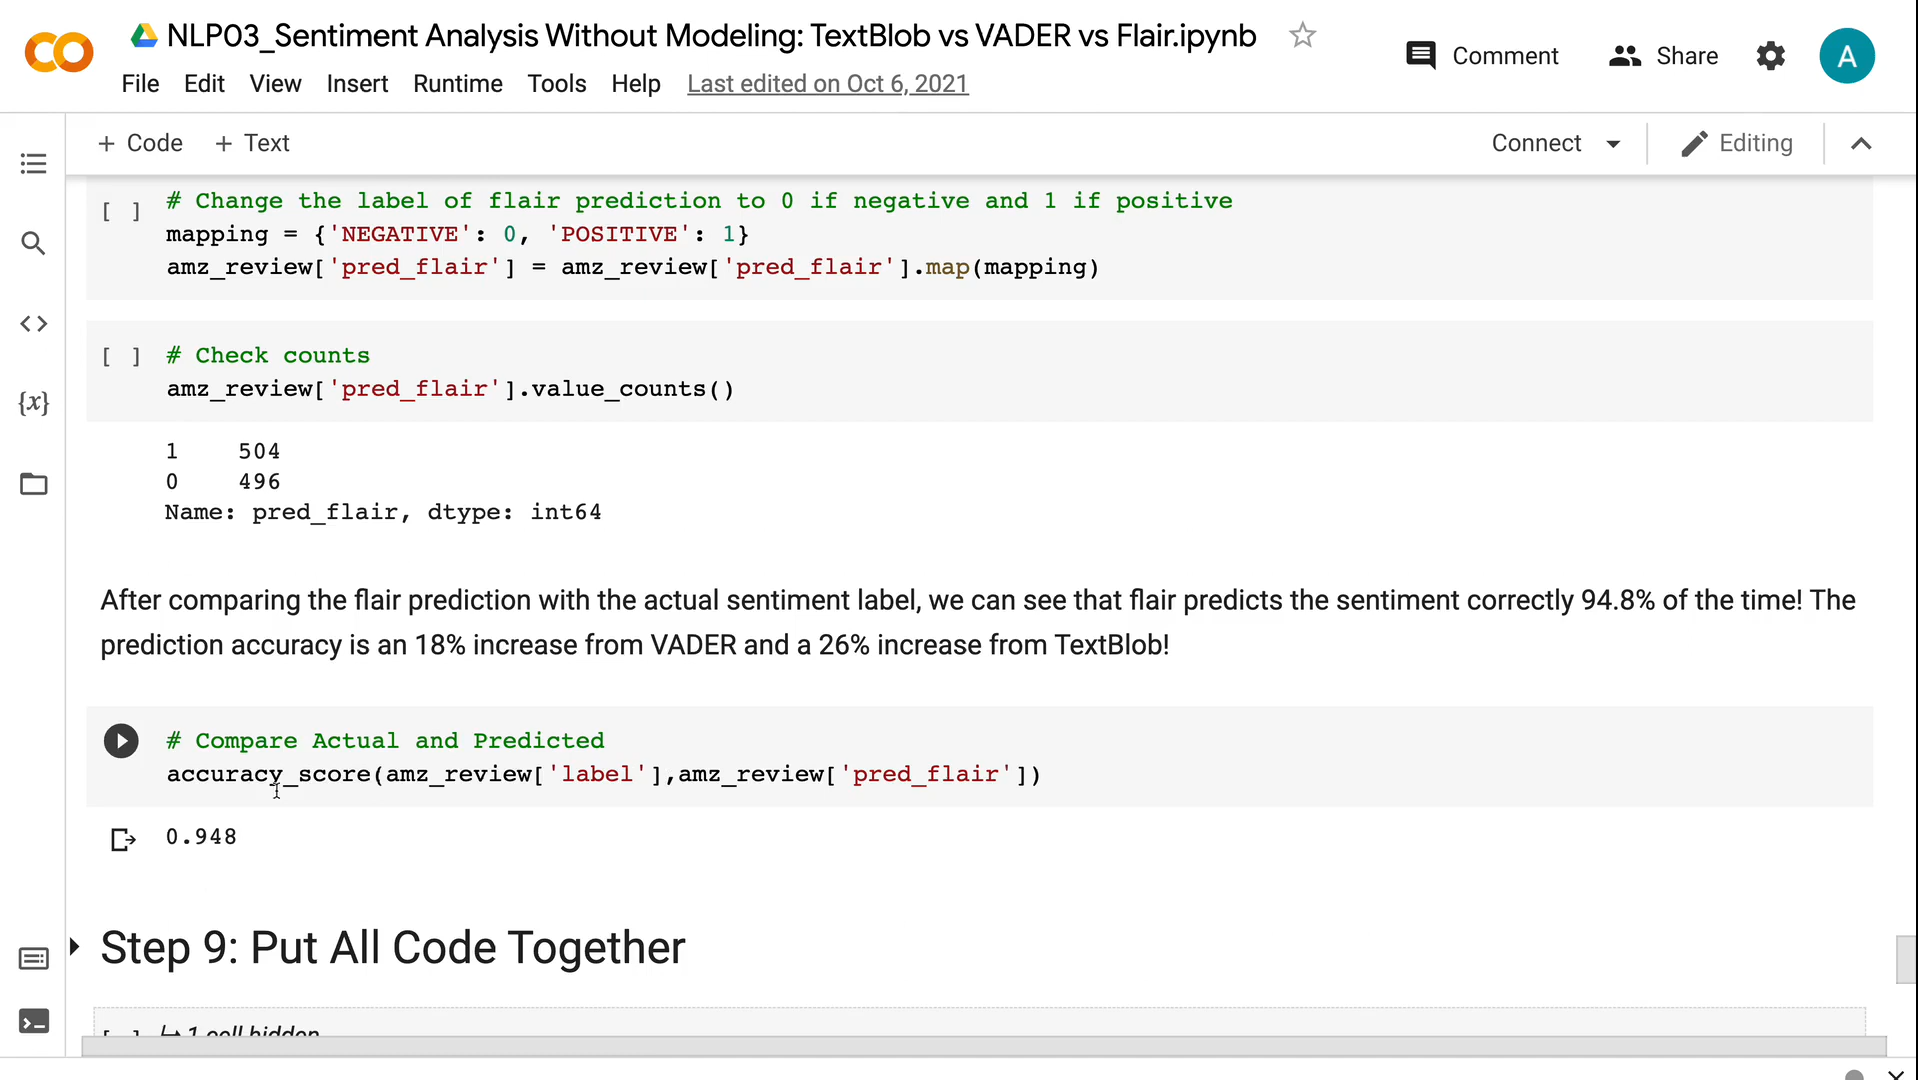 NLP03_Sentiment Analysis Without Modeling: TextBlob vs VADER vs Flair.ipynb
Comment
Share
A
File Edit View Insert Runtime Tools Help Last edited on Oct 6, 2021
+ Code + Text
Connect
Editing
[ ] # Change the label of flair prediction to 0 if negative and 1 if positive
mapping = {'NEGATIVE': 0, 'POSITIVE': 1}
amz_review['pred_flair'] = amz_review['pred_flair'].map(mapping)
[ ] # Check counts
amz_review['pred_flair'].value_counts()
1 504
0 496
Name: pred_flair, dtype: int64
After comparing the flair prediction with the actual sentiment label, we can see that flair predicts the sentiment correctly 94.8% of the time! The
prediction accuracy is an 18% increase from VADER and a 26% increase from TextBlob!
# Compare Actual and Predicted
accuracy_score(amz_review['label'],amz_review['pred_flair'])
0.948
Step 9: Put All Code Together
[ ] ↳ 1 cell hidden